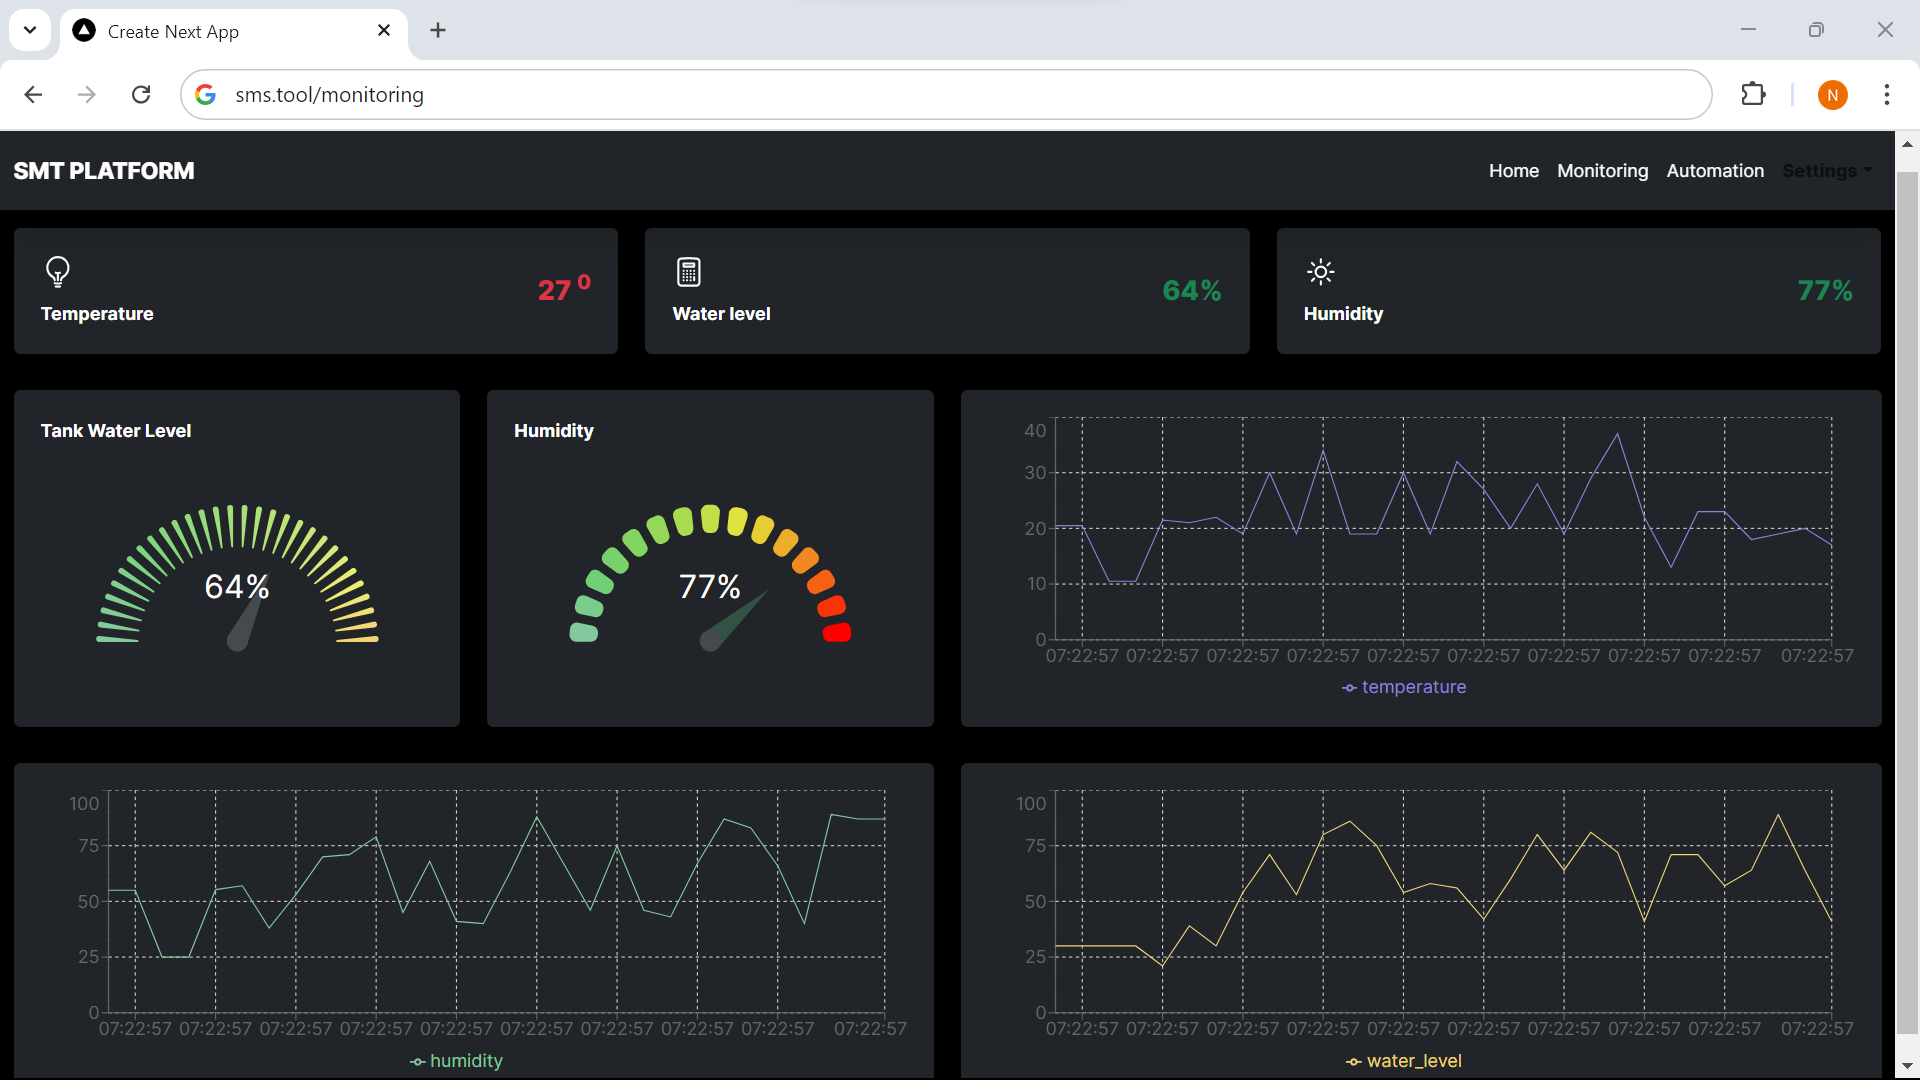 Create Next App
sms.tool/monitoring
N
SMT PLATFORM
Home Monitoring Automation Settings
Temperature
27 0
Water level
64%
Humidity
77%
Tank Water Level
64%
Humidity
77%
40
30
20
10
0
07:22:57 07:22:57 07:22:57 07:22:57 07:22:57 07:22:57 07:22:57 07:22:57 07:22:57 07:22:57
temperature
100
75
50
25
0
07:22:57 07:22:57 07:22:57 07:22:57 07:22:57 07:22:57 07:22:57 07:22:57 07:22:57 07:22:57
humidity
100
75
50
25
0
07:22:57 07:22:57 07:22:57 07:22:57 07:22:57 07:22:57 07:22:57 07:22:57 07:22:57 07:22:57
water_level